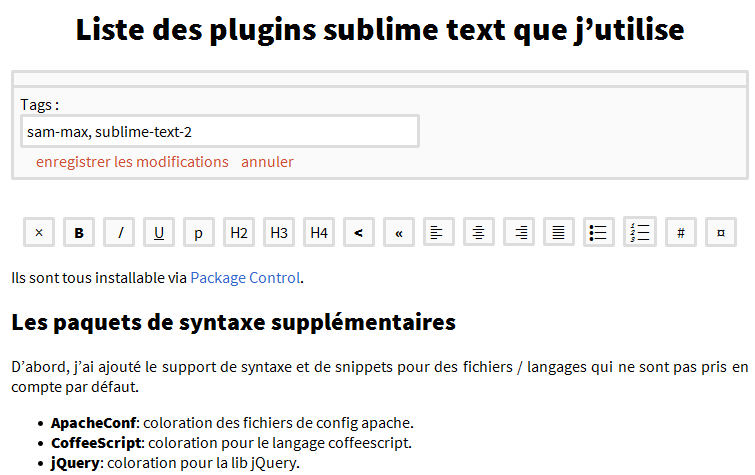 Liste des plugins sublime text que j’utilise
Tags :
sam-max, sublime-text-2
enregistrer les modifications annuler
× B / U p H2 H3 H4 < « # ¤
Ils sont tous installable via Package Control.
Les paquets de syntaxe supplémentaires
D’abord, j’ai ajouté le support de syntaxe et de snippets pour des fichiers / langages qui ne sont pas pris en
compte par défaut.
• ApacheConf: coloration des fichiers de config apache.
• CoffeeScript: coloration pour le langage coffeescript.
• jQuery: coloration pour la lib jQuery.